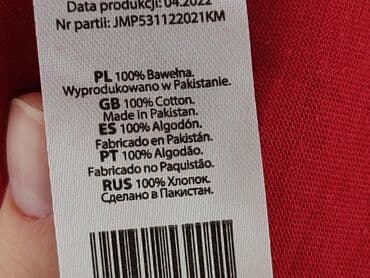 Data produkcji: 04.2022
Nr partii: JMP531122021KM
PL 100% Bawełna.
Wyprodukowano w Pakistanie.
GB 100% Cotton.
Made in Pakistan.
ES 100% Algodón.
Fabricado en Pakistán.
PT 100% Algodão.
Fabricado no Paquistão.
RUS 100% Хлопок.
Сделано в Пакистан.